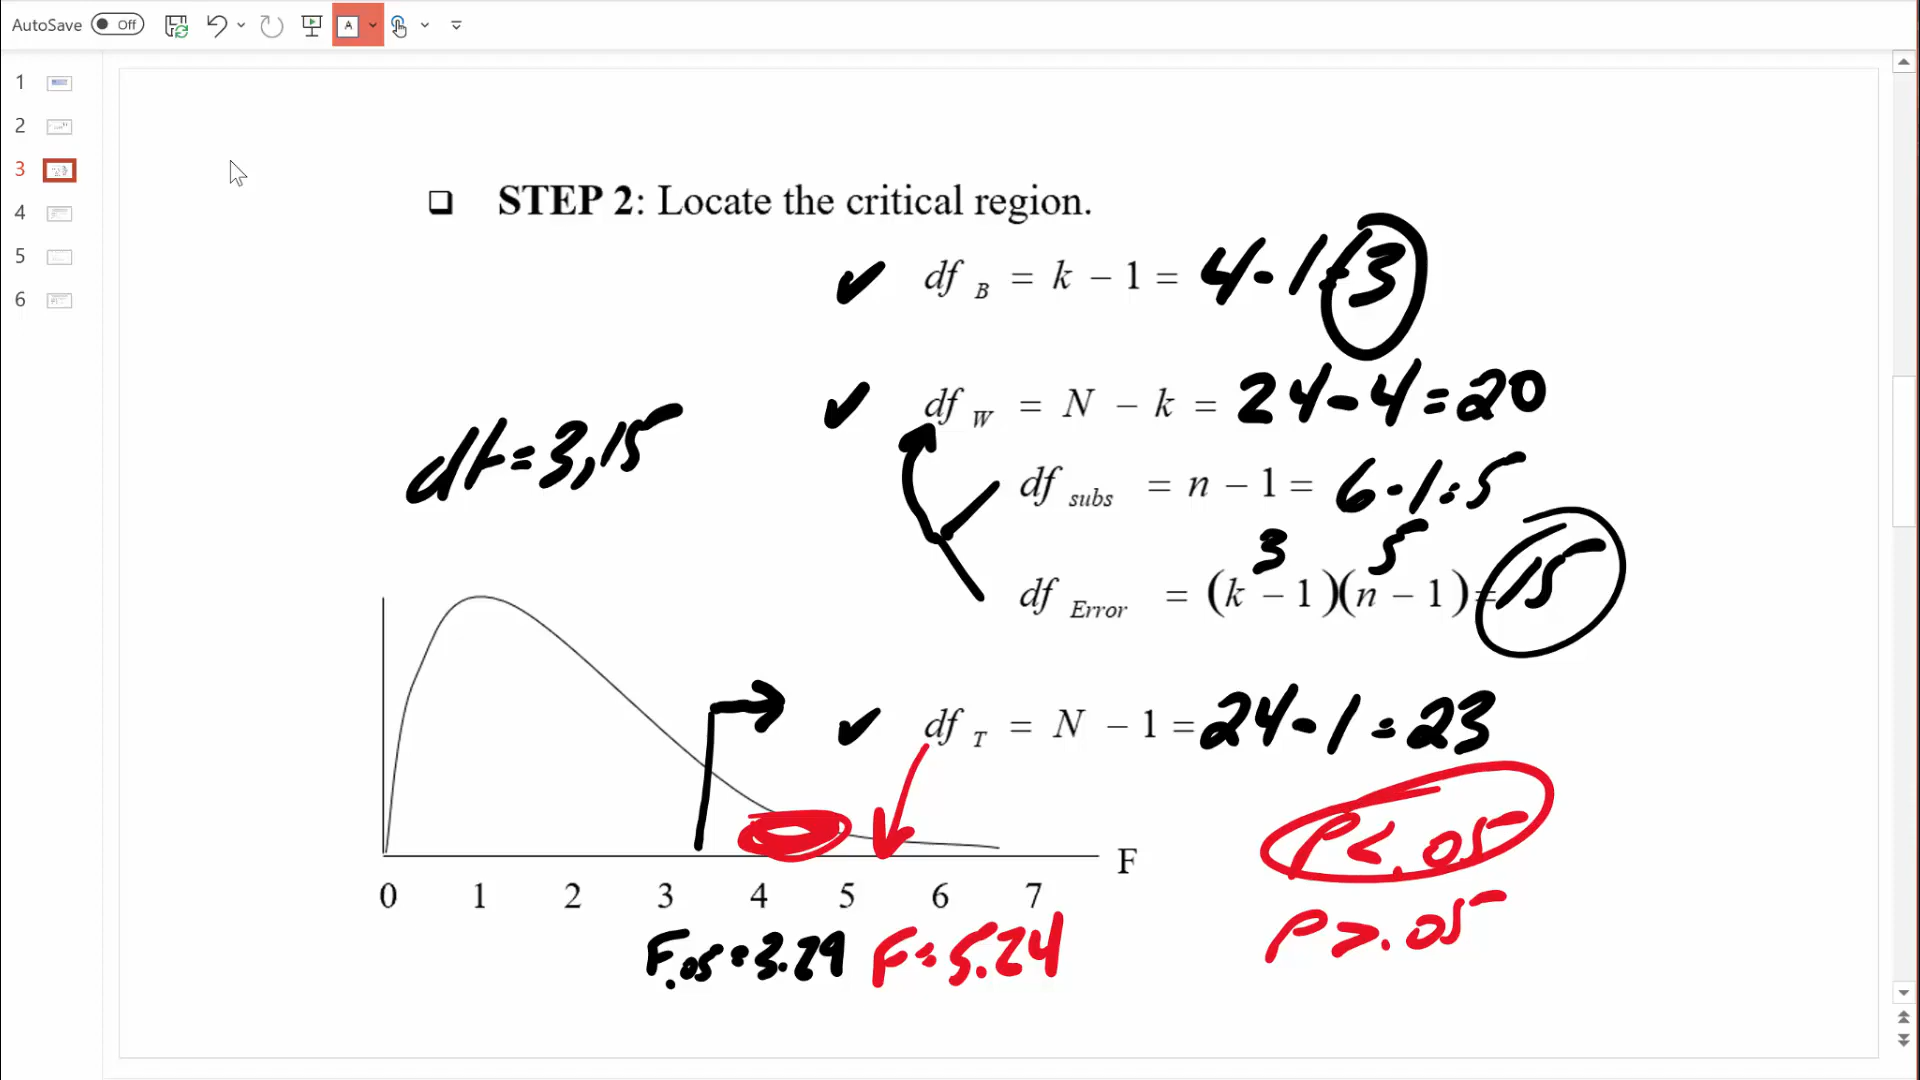 AutoSave Off
A
1
2
3
4
5
6
STEP 2: Locate the critical region.
df B = k − 1 = 4 - 1 = 3
df W = N − k = 24 - 4 = 20
df = 3, 15
df subs = n − 1 = 6 - 1 = 5
3 5
df Error = (k − 1)(n − 1) = 15
df T = N − 1 = 24 - 1 = 23
P < .05
F
0 1 2 3 4 5 6 7
P > .05
F.05 = 3.29 F = 5.24